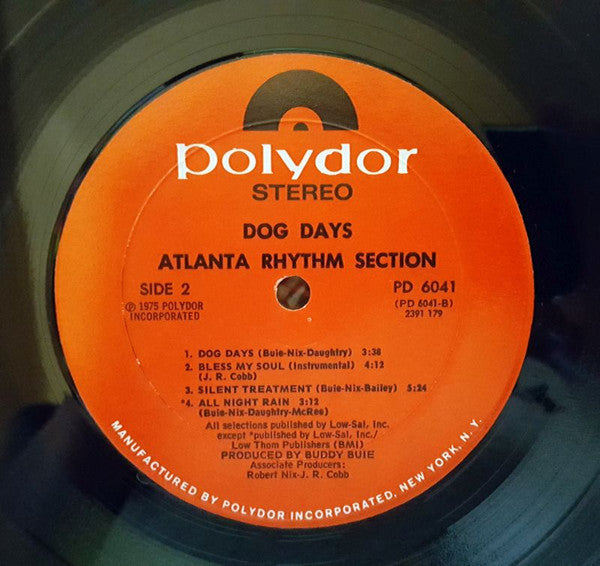 polydor
STEREO
DOG DAYS
ATLANTA RHYTHM SECTION
SIDE 2
℗ 1975 POLYDOR
INCORPORATED
PD 6041
(PD 6041-B)
2391 179
1. DOG DAYS (Buie-Nix-Daughtry) 3:38
2. BLESS MY SOUL (Instrumental) 4:12
(J. R. Cobb)
3. SILENT TREATMENT (Buie-Nix-Bailey) 5:24
*4. ALL NIGHT RAIN 3:12
(Buie-Nix-Daughtry-McRee)
All selections published by Low-Sal, Inc.
except *published by Low-Sal, Inc./
Low Thom Publishers (BMI)
PRODUCED BY BUDDY BUIE
Associate Producers:
Robert Nix-J. R. Cobb
MANUFACTURED BY POLYDOR INCORPORATED, NEW YORK, N.Y.